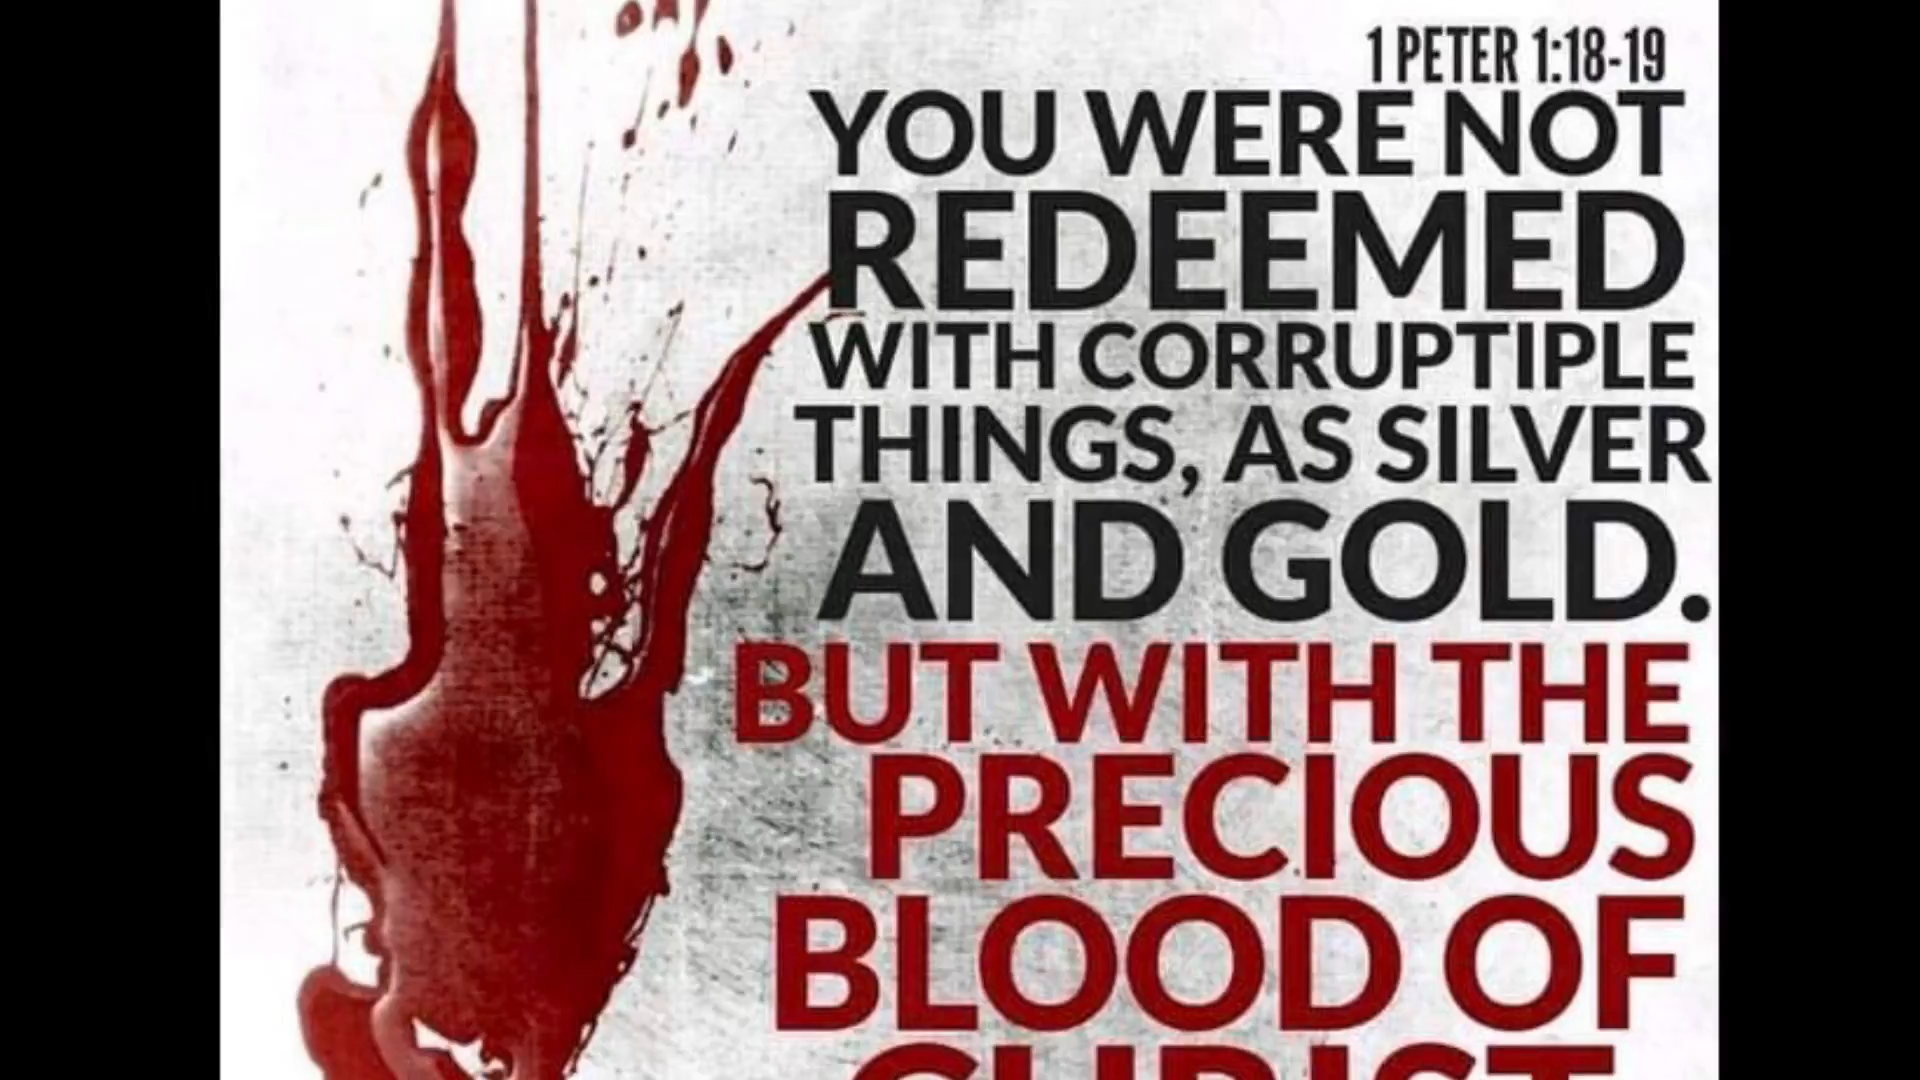 1 PETER 1:18-19
YOU WERE NOT
REDEEMED
WITH CORRUPTIPLE
THINGS, AS SILVER
AND GOLD.
BUT WITH THE
PRECIOUS
BLOOD OF
CHRIST